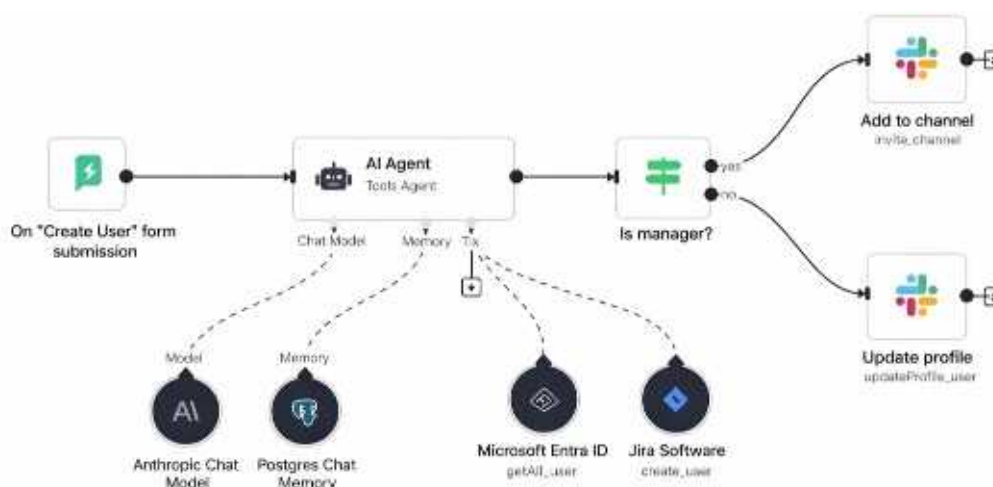 Add to channel
invite_channel
AI Agent
Tools Agent
yes
no
On "Create User" form
submission
Chat Model
Memory
Is manager?
Model
Memory
Update profile
updateProfile_user
AI
Anthropic Chat
Model
Postgres Chat
Memory
Microsoft Entra ID
getAll_user
Jira Software
create_user